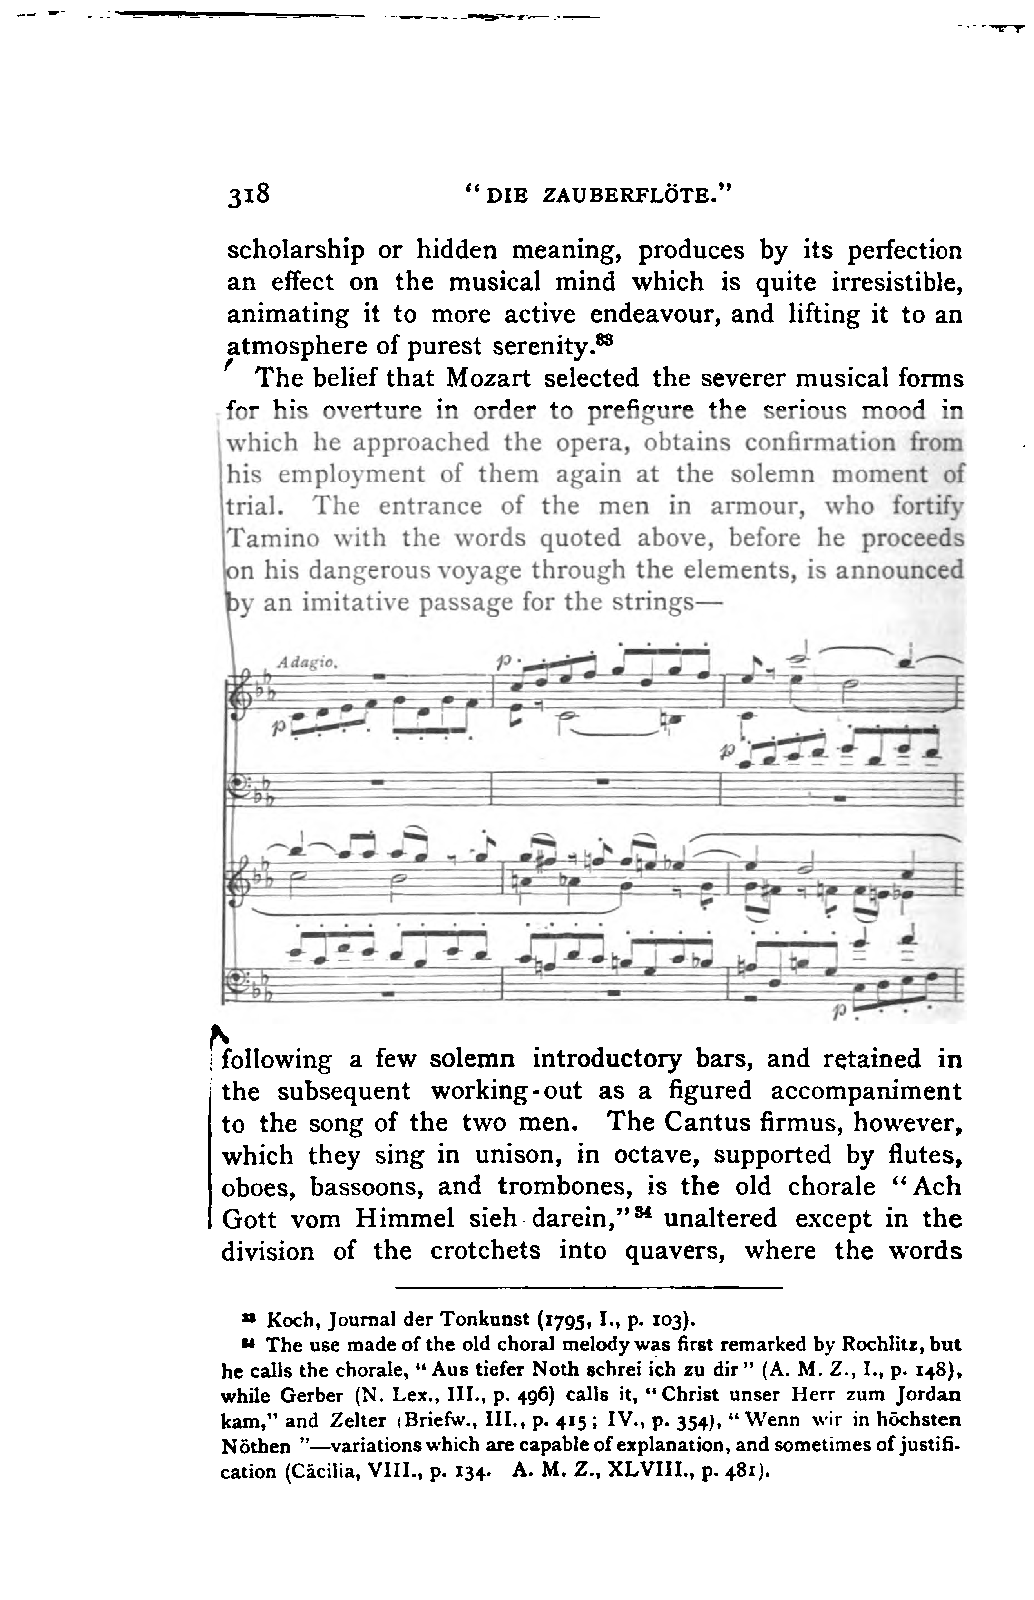 318 "DIE ZAUBERFLÖTE."
scholarship or hidden meaning, produces by its perfection
an effect on the musical mind which is quite irresistible,
animating it to more active endeavour, and lifting it to an
atmosphere of purest serenity.³³
The belief that Mozart selected the severer musical forms
for his overture in order to prefigure the serious mood in
which he approached the opera, obtains confirmation from
his employment of them again at the solemn moment of
trial. The entrance of the men in armour, who fortify
Tamino with the words quoted above, before he proceeds
on his dangerous voyage through the elements, is announced
by an imitative passage for the strings—
Adagio.
p
p
p
p
following a few solemn introductory bars, and retained in
the subsequent working-out as a figured accompaniment
to the song of the two men. The Cantus firmus, however,
which they sing in unison, in octave, supported by flutes,
oboes, bassoons, and trombones, is the old chorale "Ach
Gott vom Himmel sieh darein,"³⁴ unaltered except in the
division of the crotchets into quavers, where the words
³³ Koch, Journal der Tonkunst (1795, I., p. 103).
³⁴ The use made of the old choral melody was first remarked by Rochlitz, but
he calls the chorale, "Aus tiefer Noth schrei ich zu dir" (A. M. Z., I., p. 148),
while Gerber (N. Lex., III., p. 496) calls it, "Christ unser Herr zum Jordan
kam," and Zelter (Briefw., III., p. 415; IV., p. 354), "Wenn wir in höchsten
Nöthen"—variations which are capable of explanation, and sometimes of justifi-
cation (Cäcilia, VIII., p. 134. A. M. Z., XLVIII., p. 481).